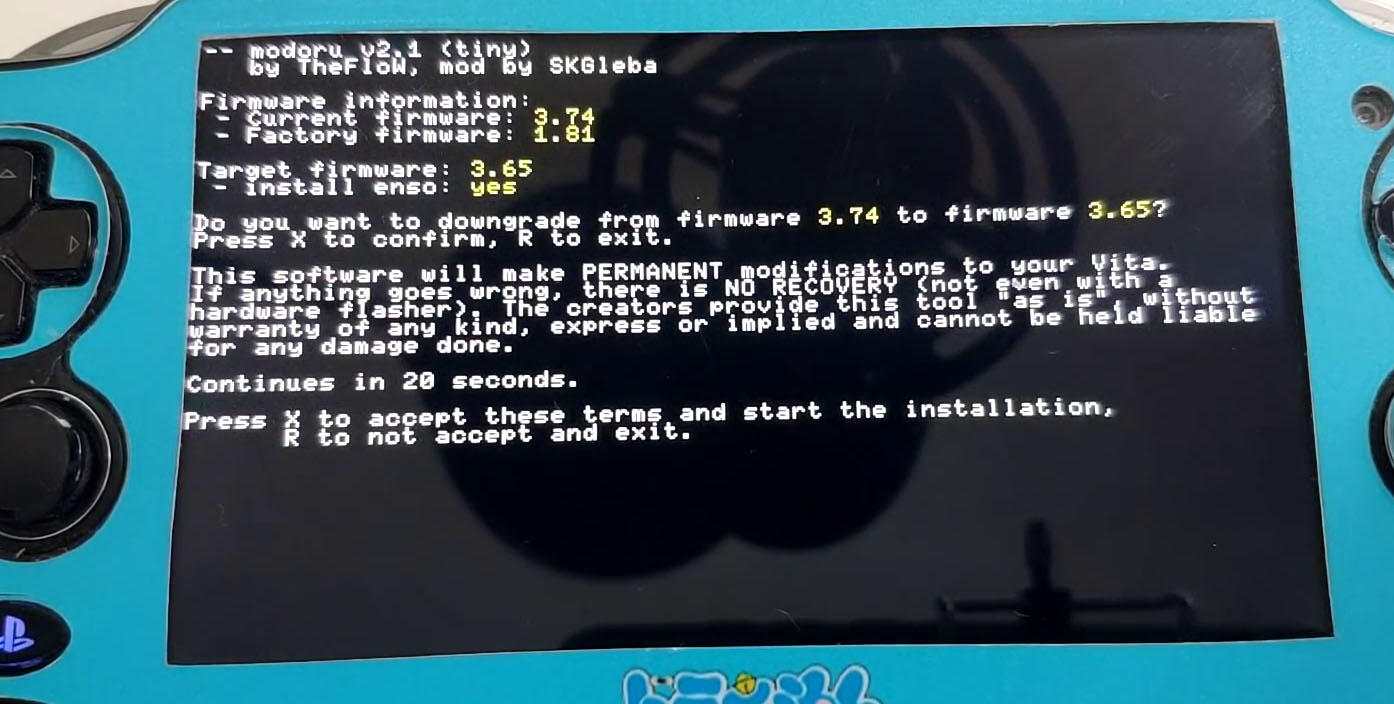 -- modoru v2.1 (tiny)
by TheFloW, mod by SKGleba
Firmware information:
- Current firmware: 3.74
- Factory firmware: 1.81
Target firmware: 3.65
- install enso: yes
Do you want to downgrade from firmware 3.74 to firmware 3.65?
Press X to confirm, R to exit.
This software will make PERMANENT modifications to your Vita.
If anything goes wrong, there is NO RECOVERY (not even with a
hardware flasher). The creators provide this tool "as is", without
warranty of any kind, express or implied and cannot be held liable
for any damage done.
Continues in 20 seconds.
Press X to accept these terms and start the installation,
R to not accept and exit.